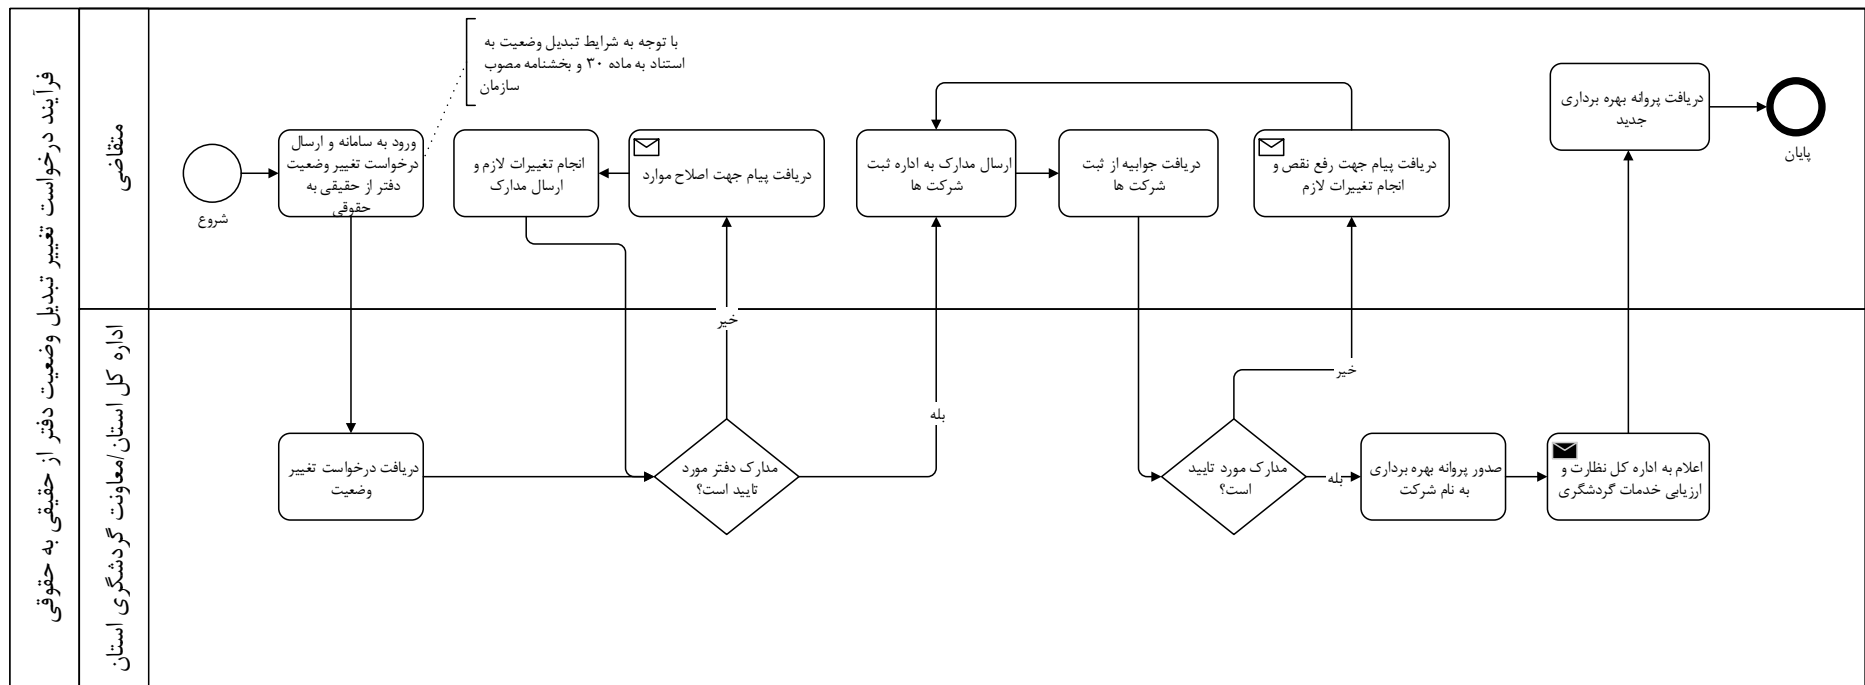 فرآیند درخواست تغییر تبدیل وضعیت دفتر از حقیقی به حقوقی
متقاضی
شروع
ورود به سامانه و ارسال
درخواست تغییر وضعیت
دفتر از حقیقی به
حقوقی
با توجه به شرایط تبدیل وضعیت به
استناد به ماده ۳۰ و بخشنامه مصوب
سازمان
انجام تغییرات لازم و
ارسال مدارک
دریافت پیام جهت اصلاح موارد
ارسال مدارک به اداره ثبت
شرکت ها
دریافت جوابیه از ثبت
شرکت ها
دریافت پیام جهت رفع نقص و
انجام تغییرات لازم
دریافت پروانه بهره برداری
جدید
پایان
اداره کل استان/معاونت گردشگری استان
دریافت درخواست تغییر
وضعیت
مدارک دفتر مورد
تایید است؟
خیر
بله
مدارک مورد تایید
است؟
خیر
بله
صدور پروانه بهره برداری
به نام شرکت
اعلام به اداره کل نظارت و
ارزیابی خدمات گردشگری